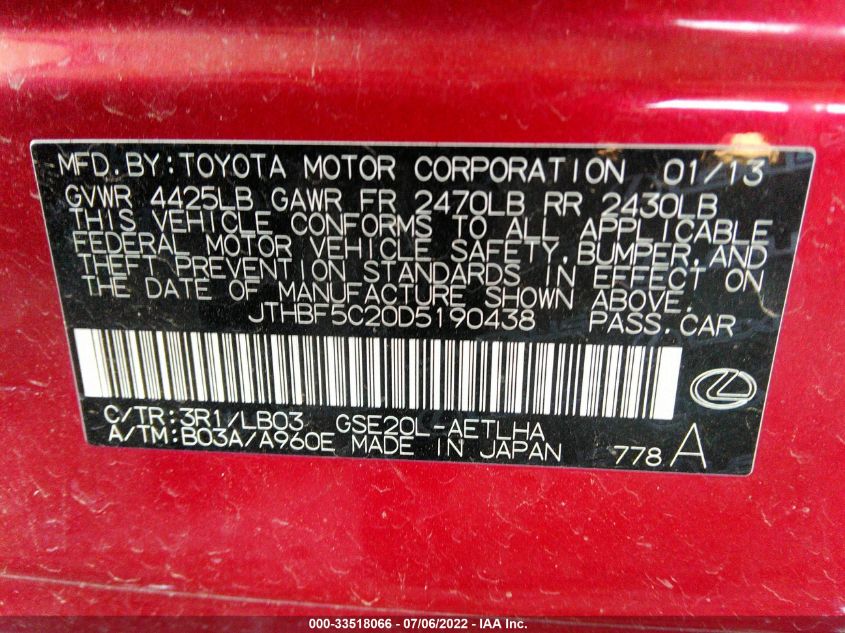 MFD. BY: TOYOTA MOTOR CORPORATION 01/13
GVWR 4425LB GAWR FR 2470LB RR 2430LB
THIS VEHICLE CONFORMS TO ALL APPLICABLE
FEDERAL MOTOR VEHICLE SAFETY, BUMPER, AND
THEFT PREVENTION STANDARDS IN EFFECT ON
THE DATE OF MANUFACTURE SHOWN ABOVE.
JTHBF5C20D5190438 PASS. CAR
C/TR: 3R1/LB03 GSE20L-AETLHA
A/TM: B03A/A960E MADE IN JAPAN 778 A
000-33518066 - 07/06/2022 - IAA Inc.